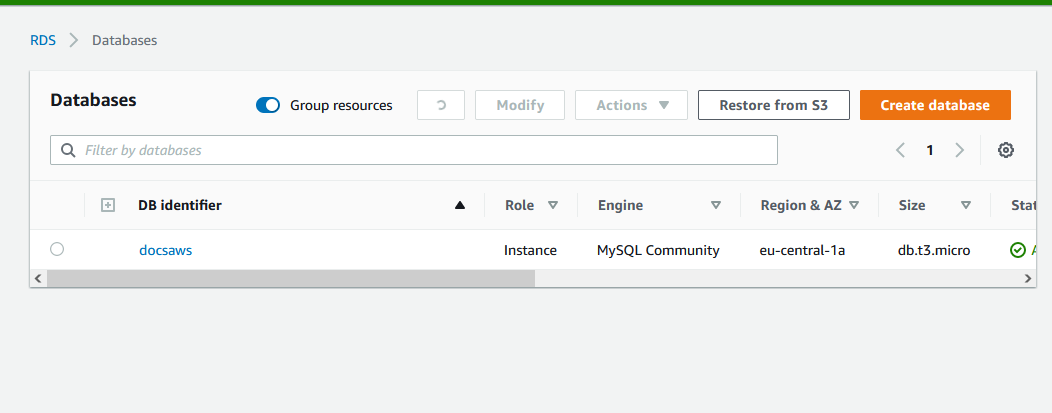 RDS > Databases
Databases Group resources Modify Actions Restore from S3 Create database
Filter by databases 1
DB identifier Role Engine Region & AZ Size Stat
docsaws Instance MySQL Community eu-central-1a db.t3.micro